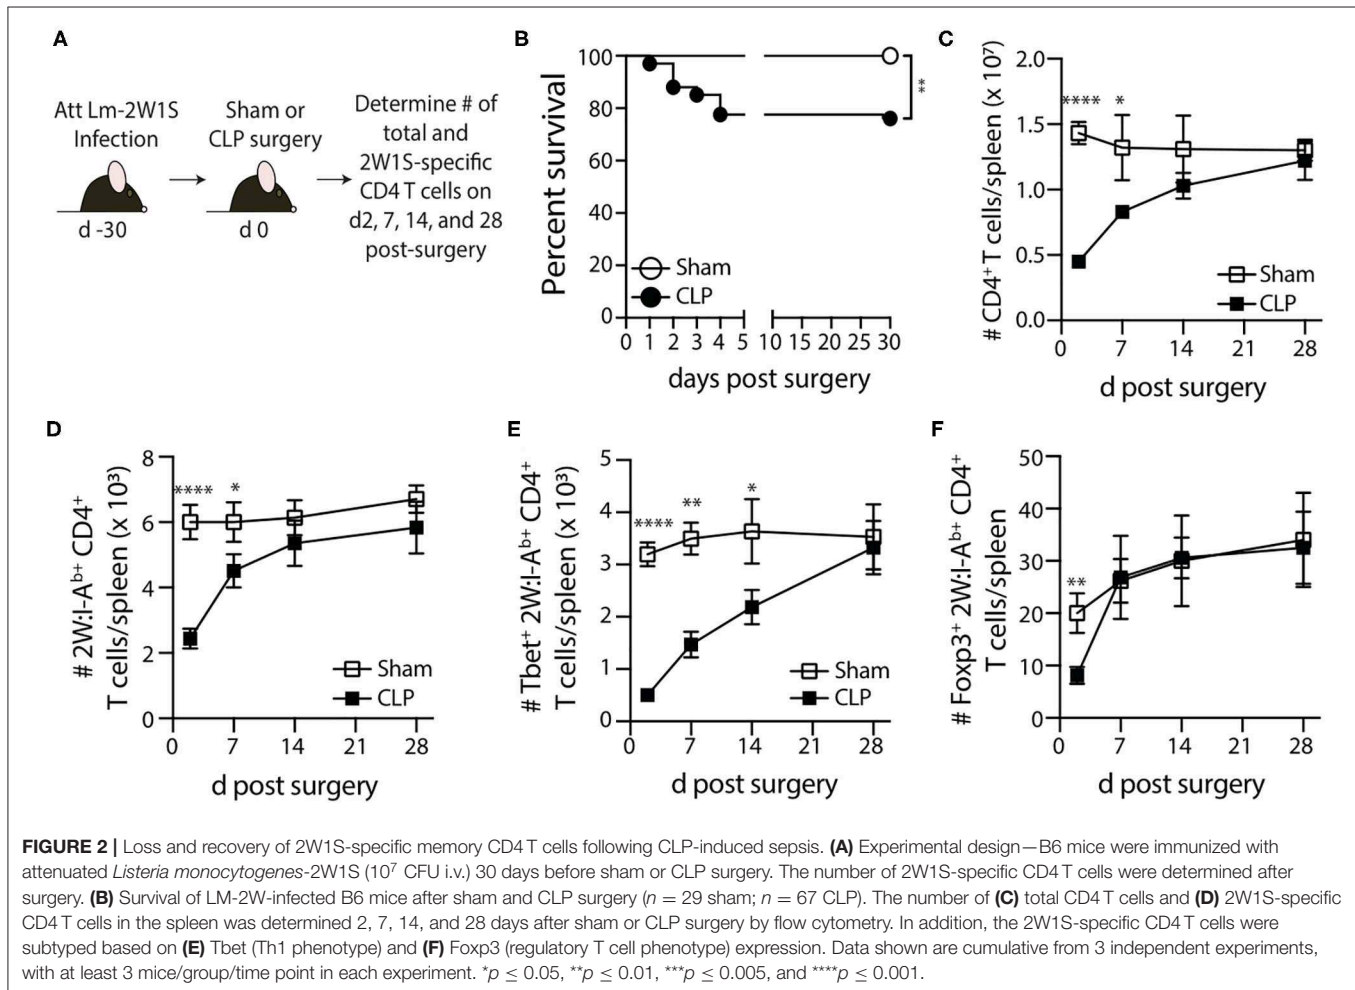 A
Att Lm-2W1S
Infection
d -30
Sham or
CLP surgery
d 0
Determine # of
total and
2W1S-specific
CD4 T cells on
d2, 7, 14, and 28
post-surgery
B
Percent survival
100
80
60
40
20
0
**
Sham
CLP
0 1 2 3 4 5 10 15 20 25 30
days post surgery
C
# CD4⁺T cells/spleen (x 10⁷)
2.0
1.5
1.0
0.5
0.0
**** *
Sham
CLP
0 7 14 21 28
d post surgery
D
# 2W:I-Aᵇ⁺ CD4⁺
T cells/spleen (x 10³)
8
6
4
2
0
**** *
Sham
CLP
0 7 14 21 28
d post surgery
E
# Tbet⁺ 2W:I-Aᵇ⁺ CD4⁺
T cells/spleen (x 10³)
5
4
3
2
1
0
**** ** *
Sham
CLP
0 7 14 21 28
d post surgery
F
# Foxp3⁺ 2W:I-Aᵇ⁺ CD4⁺
T cells/spleen
50
40
30
20
10
0
**
0 7 14 21 28
d post surgery
FIGURE 2 | Loss and recovery of 2W1S-specific memory CD4 T cells following CLP-induced sepsis. (A) Experimental design—B6 mice were immunized with
attenuated Listeria monocytogenes-2W1S (10⁷ CFU i.v.) 30 days before sham or CLP surgery. The number of 2W1S-specific CD4 T cells were determined after
surgery. (B) Survival of LM-2W-infected B6 mice after sham and CLP surgery (n = 29 sham; n = 67 CLP). The number of (C) total CD4 T cells and (D) 2W1S-specific
CD4 T cells in the spleen was determined 2, 7, 14, and 28 days after sham or CLP surgery by flow cytometry. In addition, the 2W1S-specific CD4 T cells were
subtyped based on (E) Tbet (Th1 phenotype) and (F) Foxp3 (regulatory T cell phenotype) expression. Data shown are cumulative from 3 independent experiments,
with at least 3 mice/group/time point in each experiment. *p ≤ 0.05, **p ≤ 0.01, ***p ≤ 0.005, and ****p ≤ 0.001.